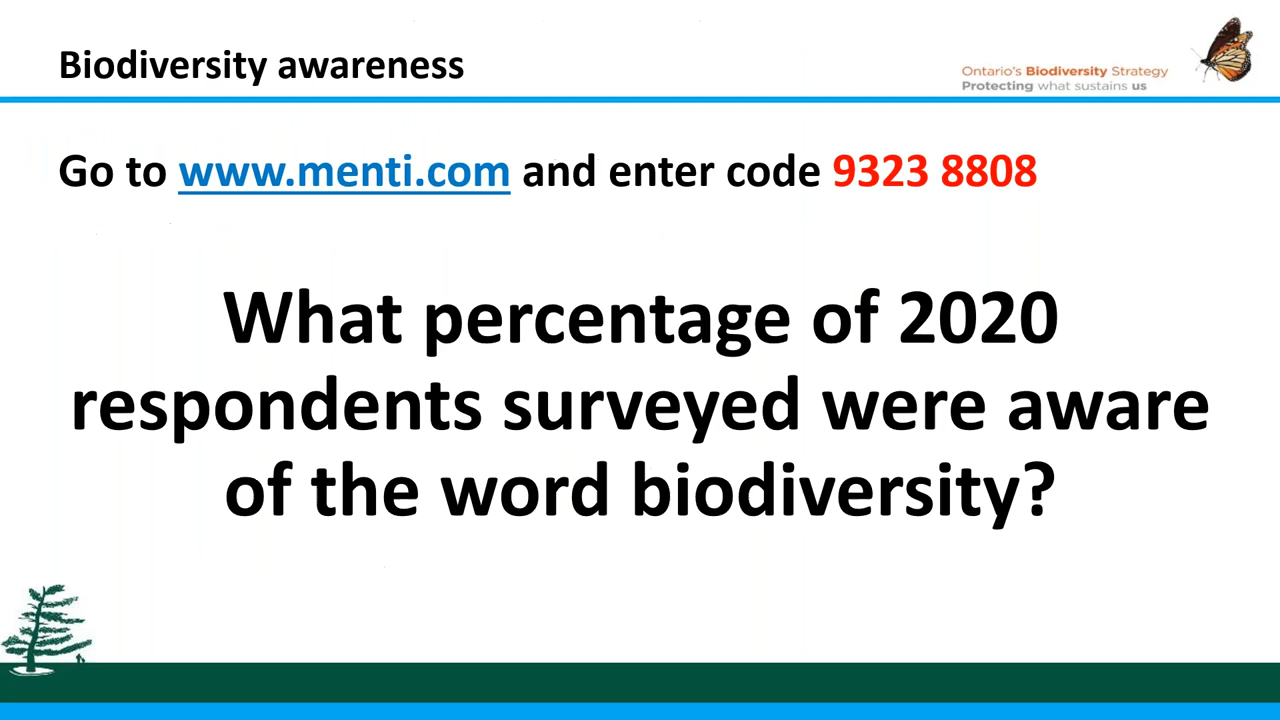 Biodiversity awareness
Ontario's Biodiversity Strategy
Protecting what sustains us
Go to www.menti.com and enter code 9323 8808
What percentage of 2020
respondents surveyed were aware
of the word biodiversity?